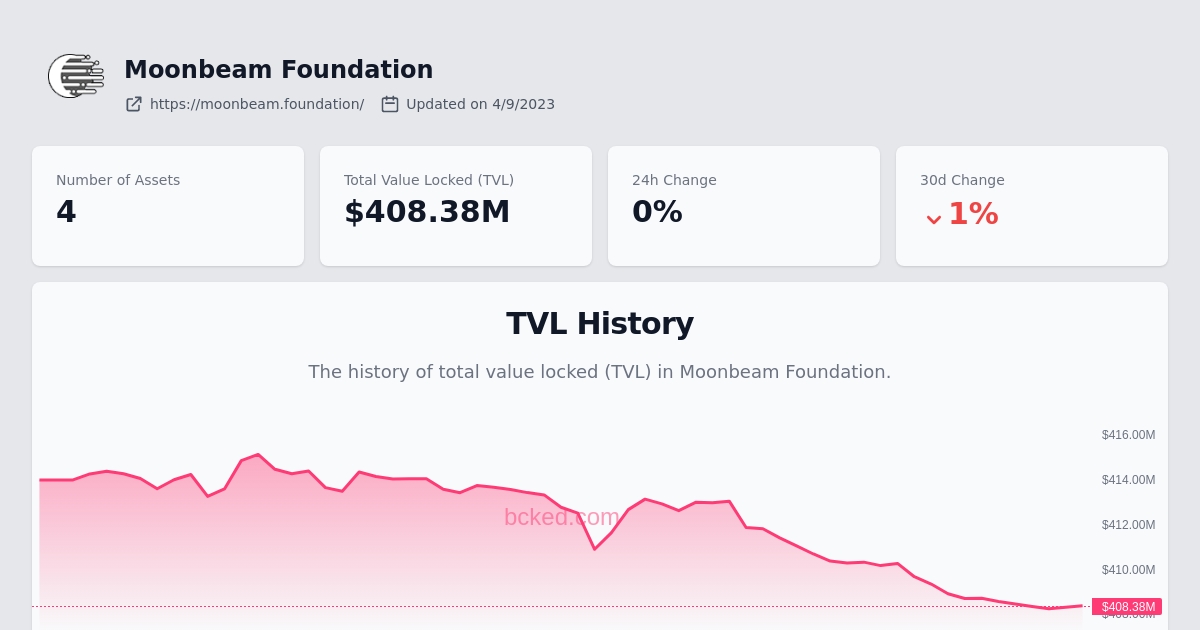 Moonbeam Foundation
https://moonbeam.foundation/ Updated on 4/9/2023
Number of Assets
4
Total Value Locked (TVL)
$408.38M
24h Change
0%
30d Change
1%
TVL History
The history of total value locked (TVL) in Moonbeam Foundation.
$416.00M
$414.00M
$412.00M
bcked.com
$410.00M
$408.38M
$408.00M